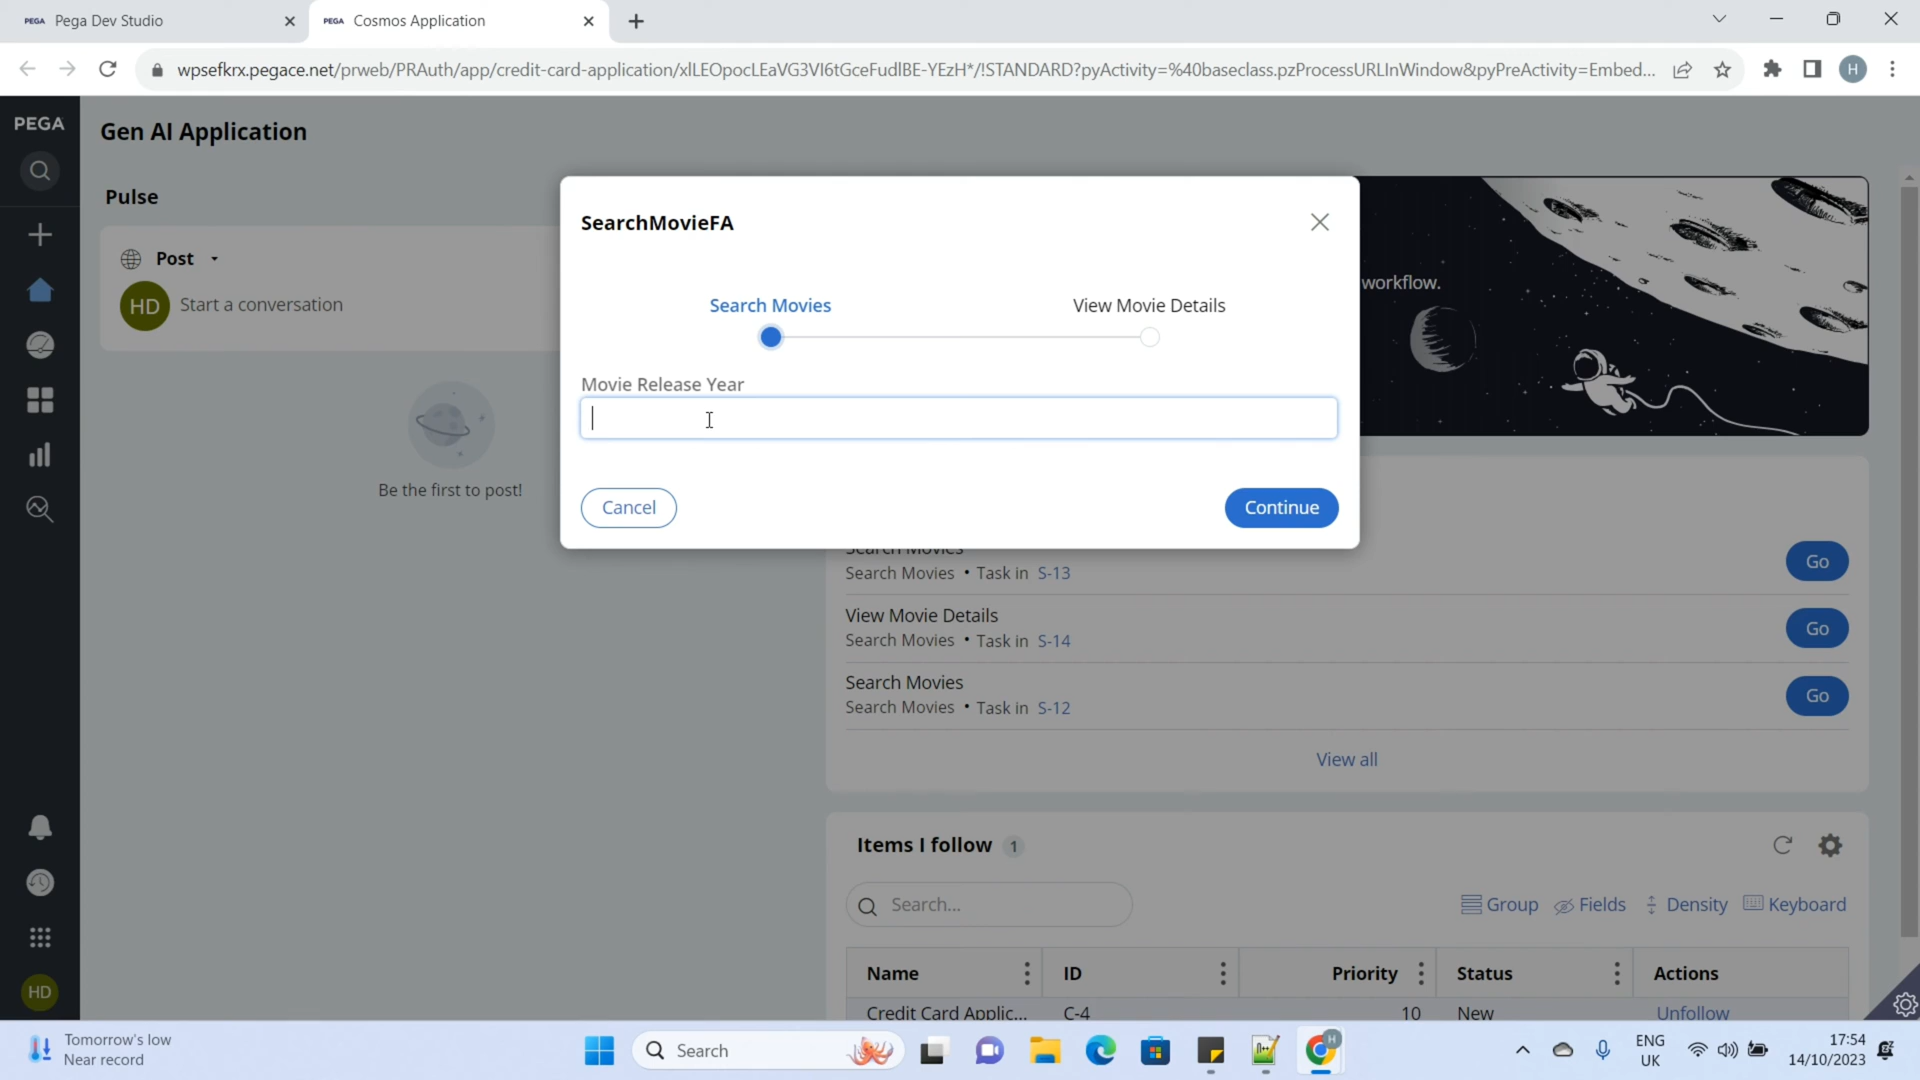 PEGA Pega Dev Studio
PEGA Cosmos Application
wpsefkrx.pegace.net/prweb/PRAuth/app/credit-card-application/
STANDARD?pyActivity=%40baseclass.pzProcessURLInWindow&pyPreActivity=Embed...
H
PEGA
Gen AI Application
Pulse
Post
HD Start a conversation
Be the first to post!
SearchMovieFA
Search Movies
View Movie Details
Movie Release Year
Cancel
Continue
workflow.
Search Movies
Search Movies • Task in S-13
Go
View Movie Details
Search Movies • Task in S-14
Go
Search Movies
Search Movies • Task in S-12
Go
View all
Items I follow 1
Search...
Group Fields Density Keyboard
Name ID Priority Status Actions
Credit Card Applic... C-4 10 New Unfollow
HD
Tomorrow's low
Near record
Search
H
ENG
UK
17:54
14/10/2023